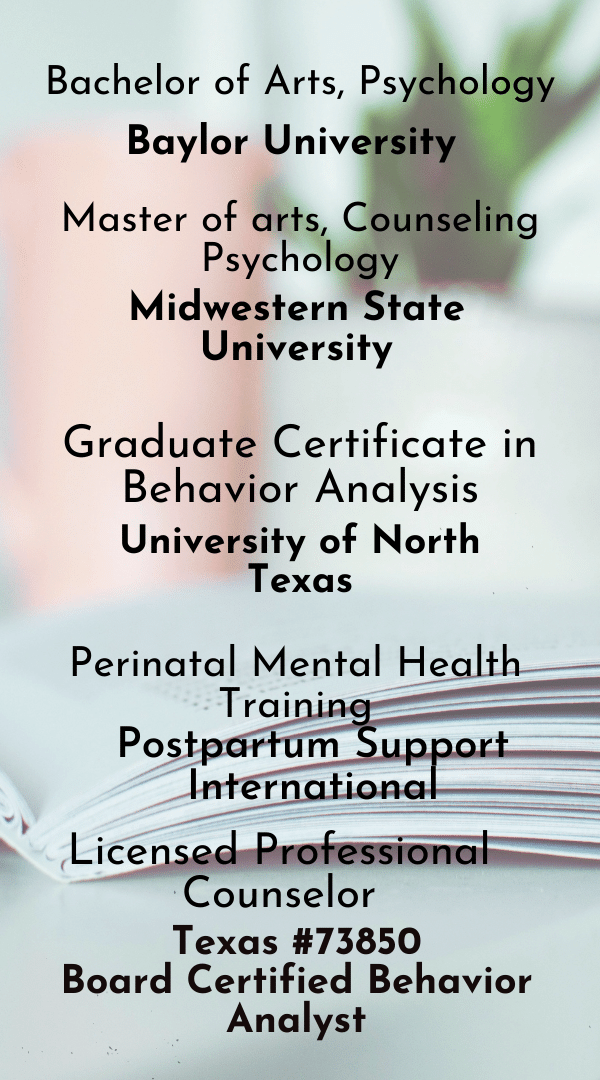 Bachelor of Arts, Psychology
Baylor University
Master of arts, Counseling
Psychology
Midwestern State
University
Graduate Certificate in
Behavior Analysis
University of North
Texas
Perinatal Mental Health
Training
Postpartum Support
International
Licensed Professional
Counselor
Texas #73850
Board Certified Behavior
Analyst